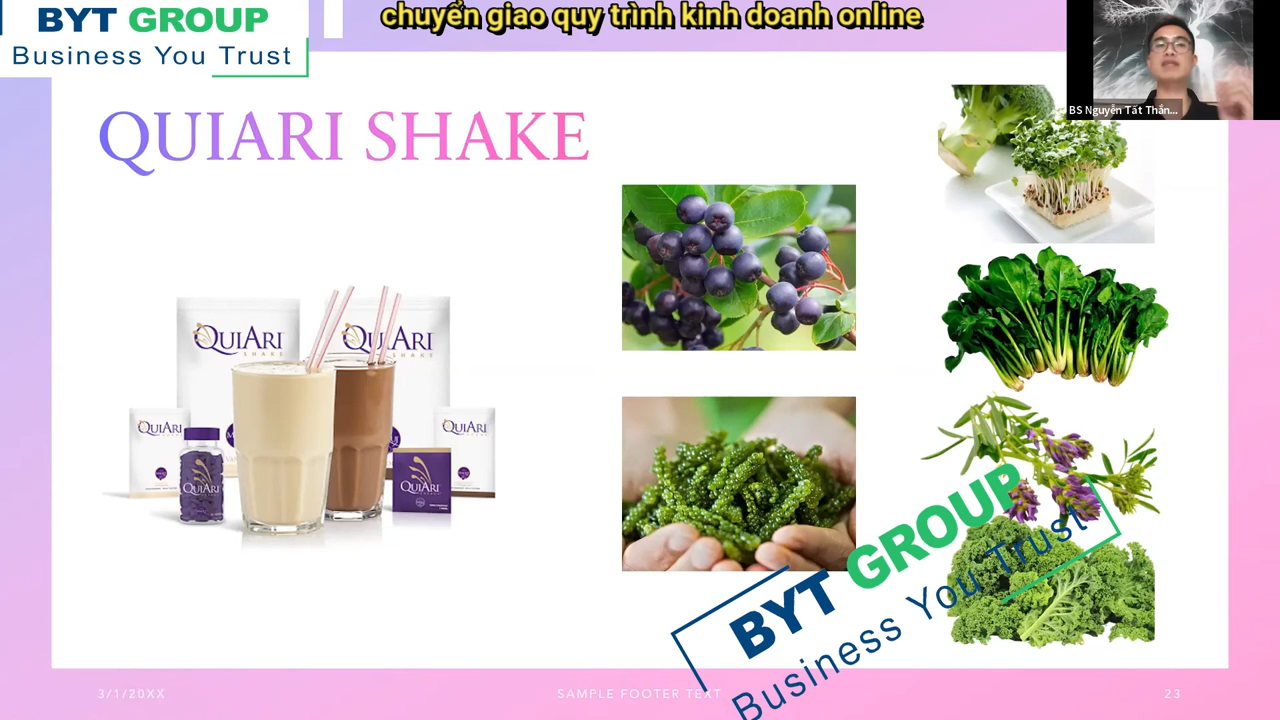 BYT GROUP
Business You Trust
chuyển giao quy trình kinh doanh online
BS Nguyễn Tất Thắn...
QUIARI SHAKE
QUIARI
SHAKE
QUIARI
SHAKE
QUIARI
QUIARI
QUIARI
QUIARI
BYT GROUP
Business You Trust
3/1/20XX
SAMPLE FOOTER TEXT
23